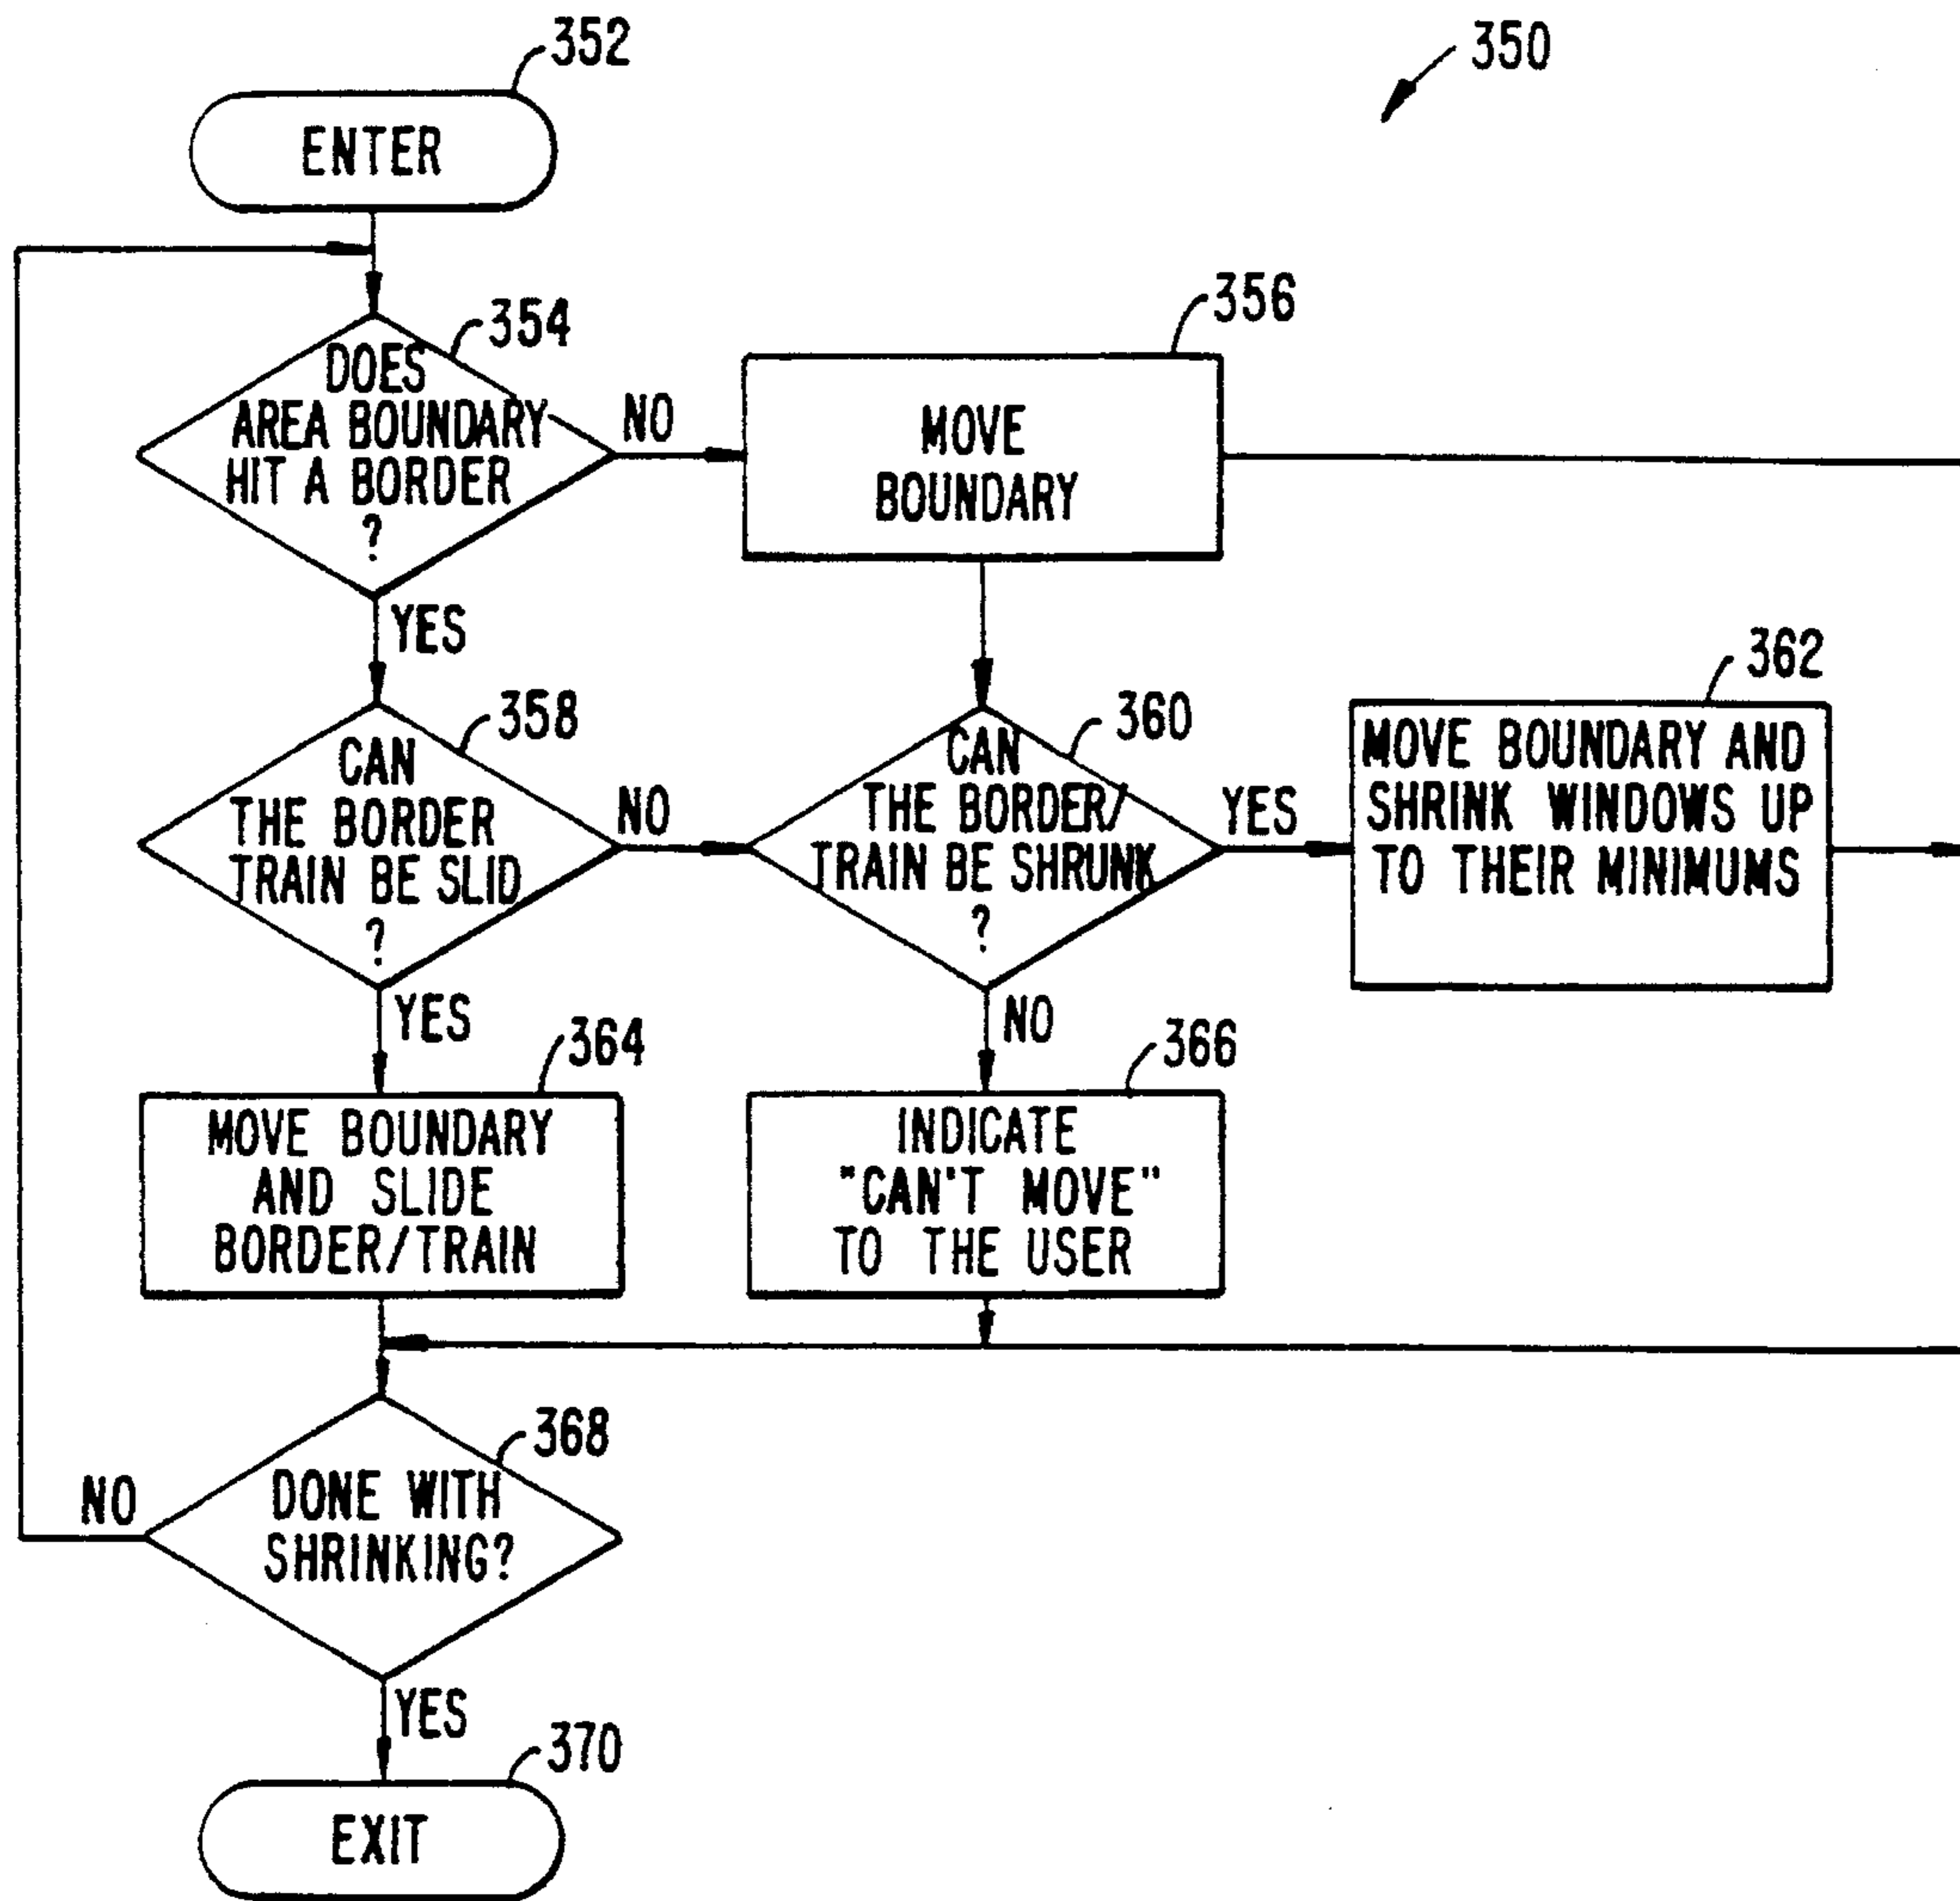 352
350
ENTER
354
DOES
AREA BOUNDARY
HIT A BORDER
?
NO
356
MOVE
BOUNDARY
YES
358
CAN
THE BORDER
TRAIN BE SLID
?
NO
360
CAN
THE BORDER/
TRAIN BE SHRUNK
?
YES
362
MOVE BOUNDARY AND
SHRINK WINDOWS UP
TO THEIR MINIMUMS
YES
364
MOVE BOUNDARY
AND SLIDE
BORDER/TRAIN
NO
366
INDICATE
"CAN'T MOVE"
TO THE USER
368
DONE WITH
SHRINKING?
NO
YES
370
EXIT